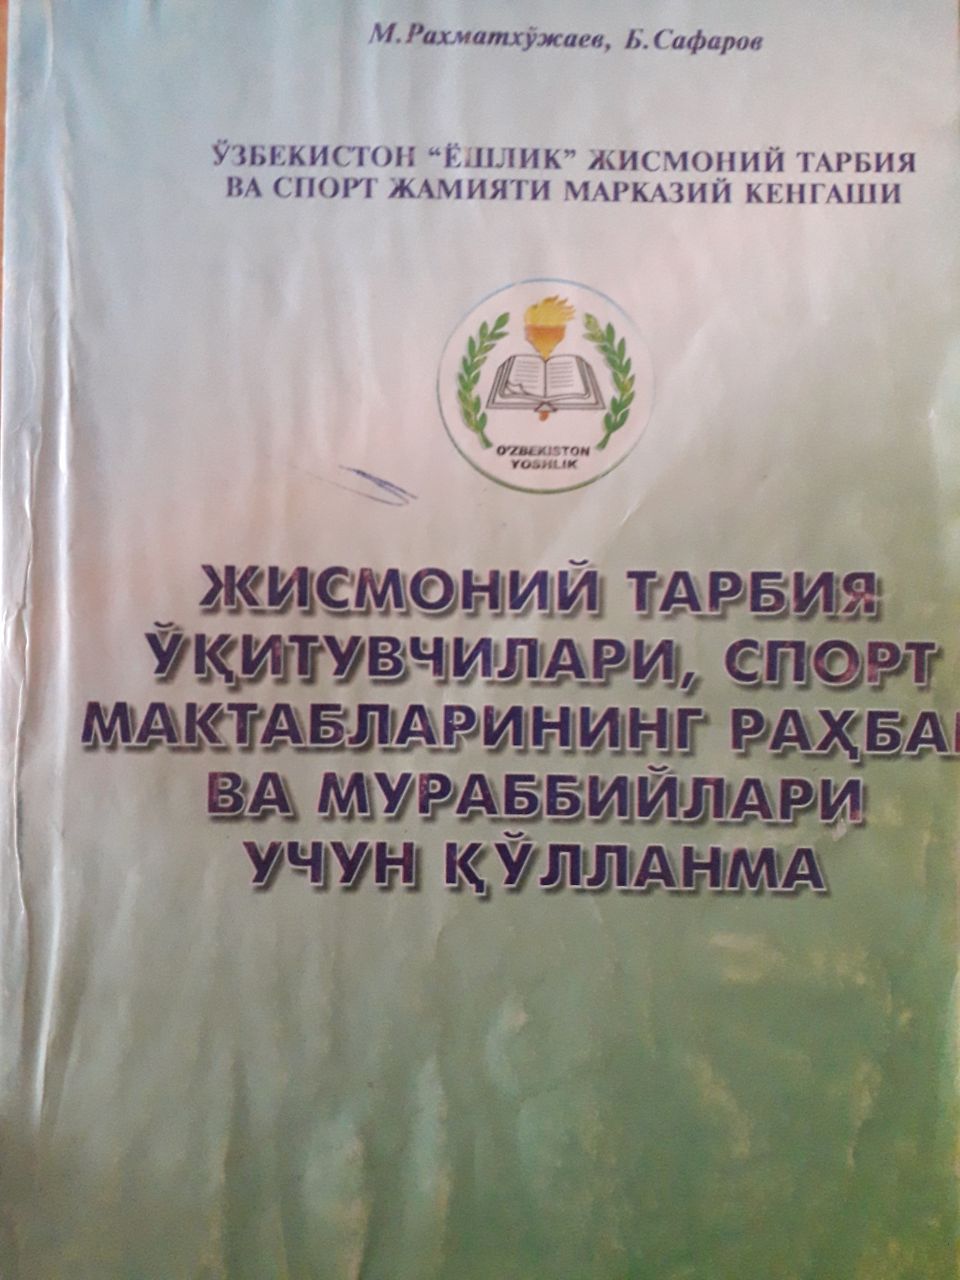 М.Рахматхўжаев, Б.Сафаров
ЎЗБЕКИСТОН “ЁШЛИК” ЖИСМОНИЙ ТАРБИЯ
ВА СПОРТ ЖАМИЯТИ МАРКАЗИЙ КЕНГАШИ
O'ZBEKISTON
YOSHLIK
ЖИСМОНИЙ ТАРБИЯ
ЎҚИТУВЧИЛАРИ, СПОРТ
МАКТАБЛАРИНИНГ
ВА МУРАББИЙЛАРИ
УЧУН ҚЎЛЛАНМА